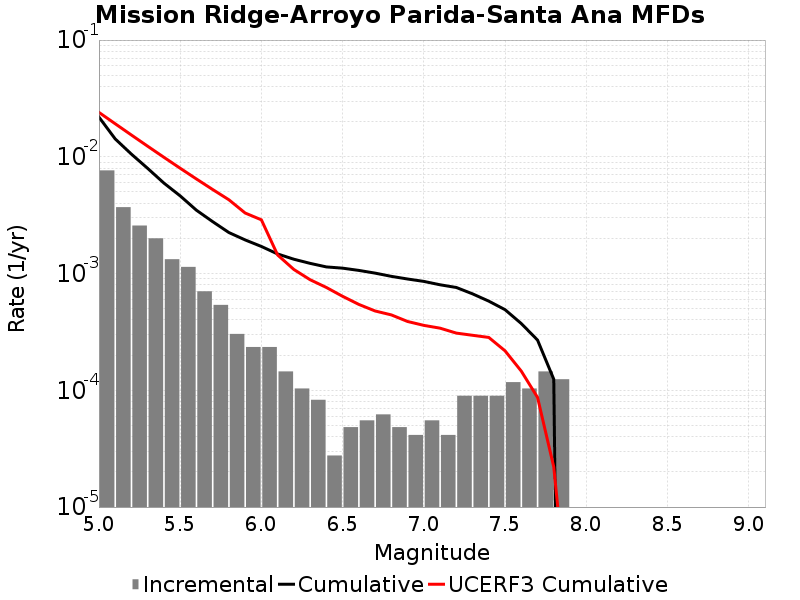 Mission Ridge-Arroyo Parida-Santa Ana MFDs
10-1
10-2
10-3
10-4
10-5
Rate (1/yr)
5.0 5.5 6.0 6.5 7.0 7.5 8.0 8.5 9.0
Magnitude
Incremental Cumulative UCERF3 Cumulative